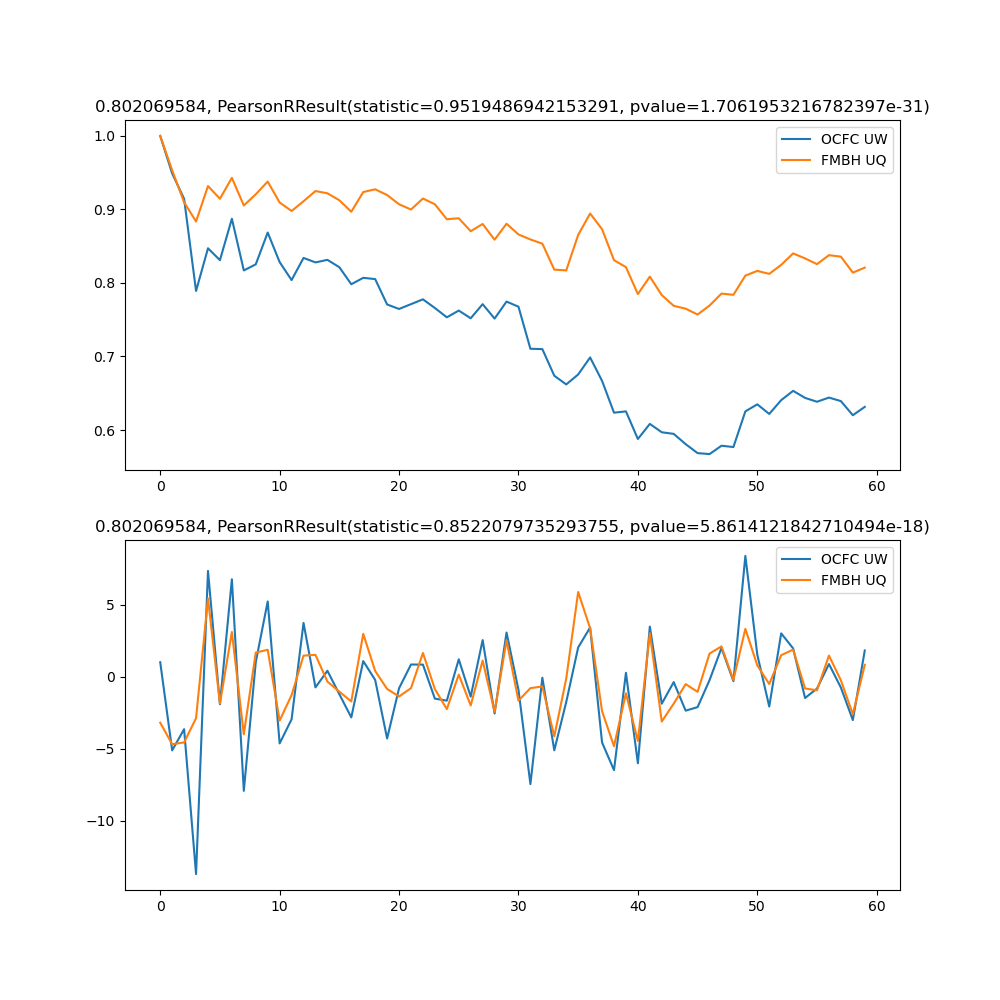 0.802069584, PearsonRResult(statistic=0.9519486942153291, pvalue=1.7061953216782397e-31)
OCFC UW
FMBH UQ
1.0
0.9
0.8
0.7
0.6
0 10 20 30 40 50 60
0.802069584, PearsonRResult(statistic=0.8522079735293755, pvalue=5.8614121842710494e-18)
OCFC UW
FMBH UQ
5
0
−5
−10
0 10 20 30 40 50 60